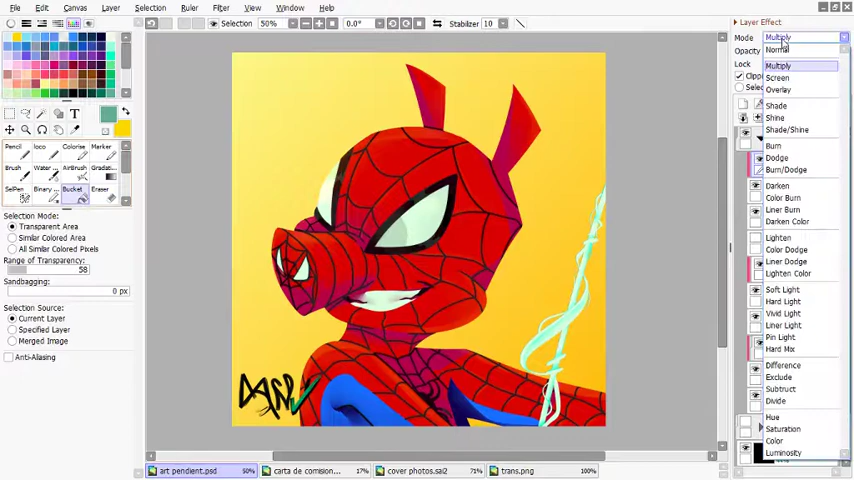 File Edit Canvas Layer Selection Ruler Filter View Window Help
Selection 50% 0.0° Stabilizer 10
Layer Effect
Mode Multiply
Opacity Normal
Lock Multiply
Screen
Overlay
Shade
Shine
Shade/Shine
Burn
Dodge
Burn/Dodge
Darken
Color Burn
Liner Burn
Darken Color
Lighten
Color Dodge
Liner Dodge
Lighten Color
Soft Light
Hard Light
Vivid Light
Liner Light
Pin Light
Hard Mix
Difference
Exclude
Subtract
Divide
Hue
Saturation
Color
Luminosity
T
Pencil loco Colorise Marker
Brush Water ... AirBrush Gradati...
SelPen Binary ... Bucket Eraser
Selection Mode:
Transparent Area
Similar Colored Area
All Similar Colored Pixels
Range of Transparency
58
Sandbagging:
0 px
Selection Source:
Current Layer
Specified Layer
Merged Image
Anti-Aliasing
art pendient.psd 50% carta de comision... 17% cover photos.sai2 71% trans.png 100%